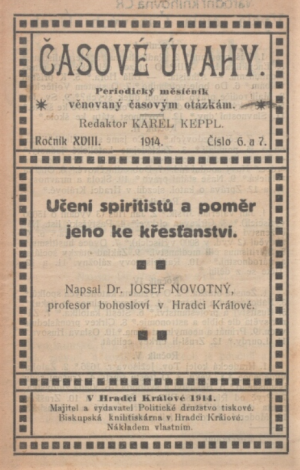 ČASOVÉ ÚVAHY.
Periodický měsíčník
věnovaný časovým otázkám.
Redaktor KAREL KEPPL.
Ročník XVIII. 1914. Číslo 6. a 7.
Učení spiritistů a poměr
jeho ke křesťanství.
Napsal Dr. JOSEF NOVOTNÝ,
profesor bohosloví v Hradci Králové.
V Hradci Králové 1914.
Majitel a vydavatel Politické družstvo tiskové.
Biskupská knihtiskárna v Hradci Králové.
Nákladem vlastním.